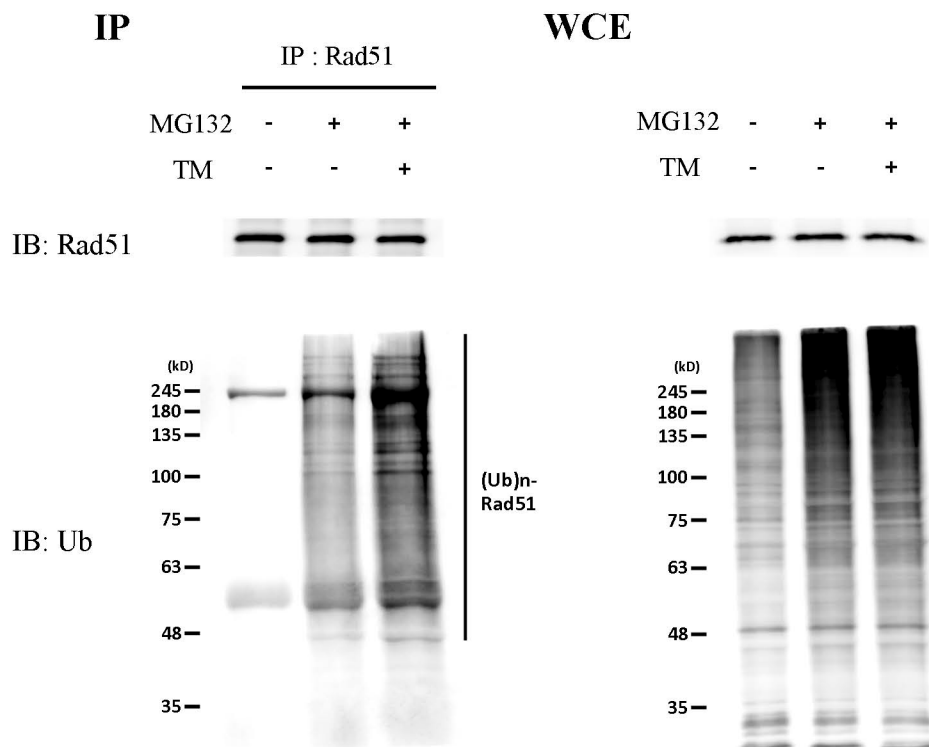 IP
WCE
IP : Rad51
MG132 - + +
TM - - +
MG132 - + +
TM - - +
IB: Rad51
(kD)
245
180
135
100
75
63
48
35
IB: Ub
(Ub)n-
Rad51
(kD)
245
180
135
100
75
63
48
35